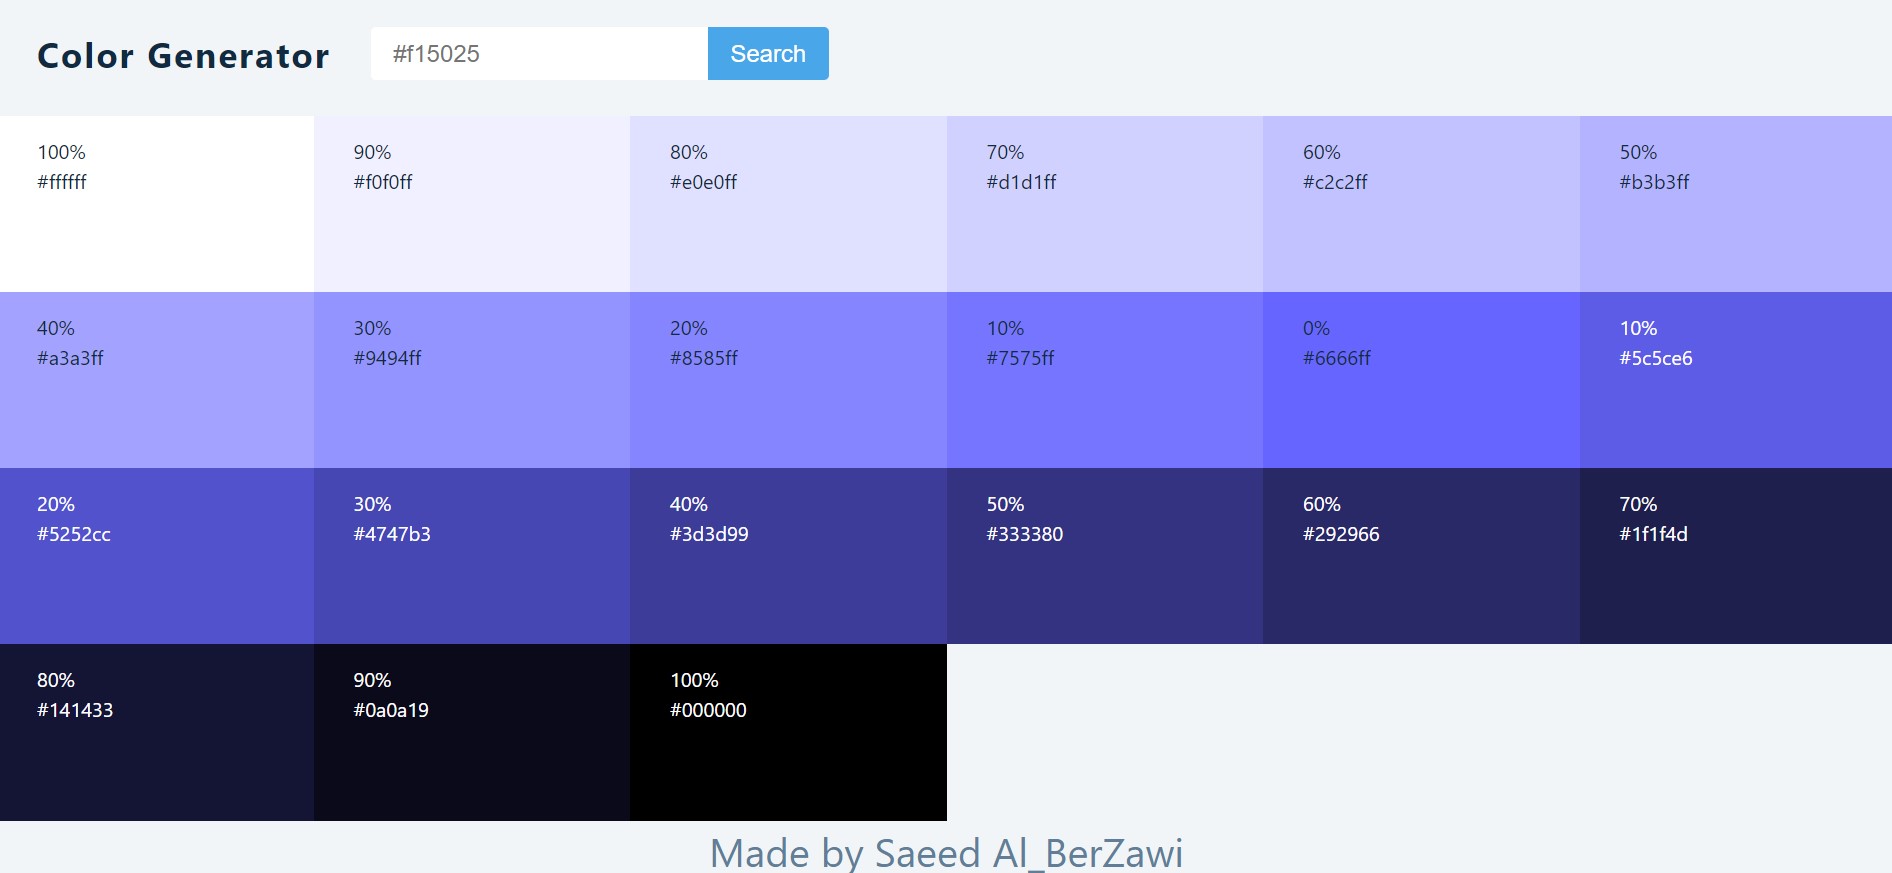 Color Generator
#f15025
Search
100%
#ffffff
90%
#f0f0ff
80%
#e0e0ff
70%
#d1d1ff
60%
#c2c2ff
50%
#b3b3ff
40%
#a3a3ff
30%
#9494ff
20%
#8585ff
10%
#7575ff
0%
#6666ff
10%
#5c5ce6
20%
#5252cc
30%
#4747b3
40%
#3d3d99
50%
#333380
60%
#292966
70%
#1f1f4d
80%
#141433
90%
#0a0a19
100%
#000000
Made by Saeed Al_BerZawi